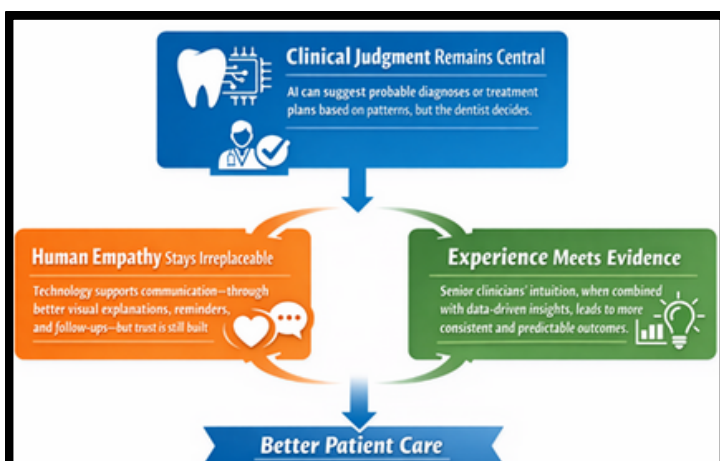 Clinical Judgment Remains Central
AI can suggest probable diagnoses or treatment
plans based on patterns, but the dentist decides.
Human Empathy Stays Irreplaceable
Technology supports communication—through
better visual explanations, reminders,
and follow-ups—but trust is still built
Experience Meets Evidence
Senior clinicians' intuition, when combined
with data-driven insights, leads to more
consistent and predictable outcomes.
Better Patient Care